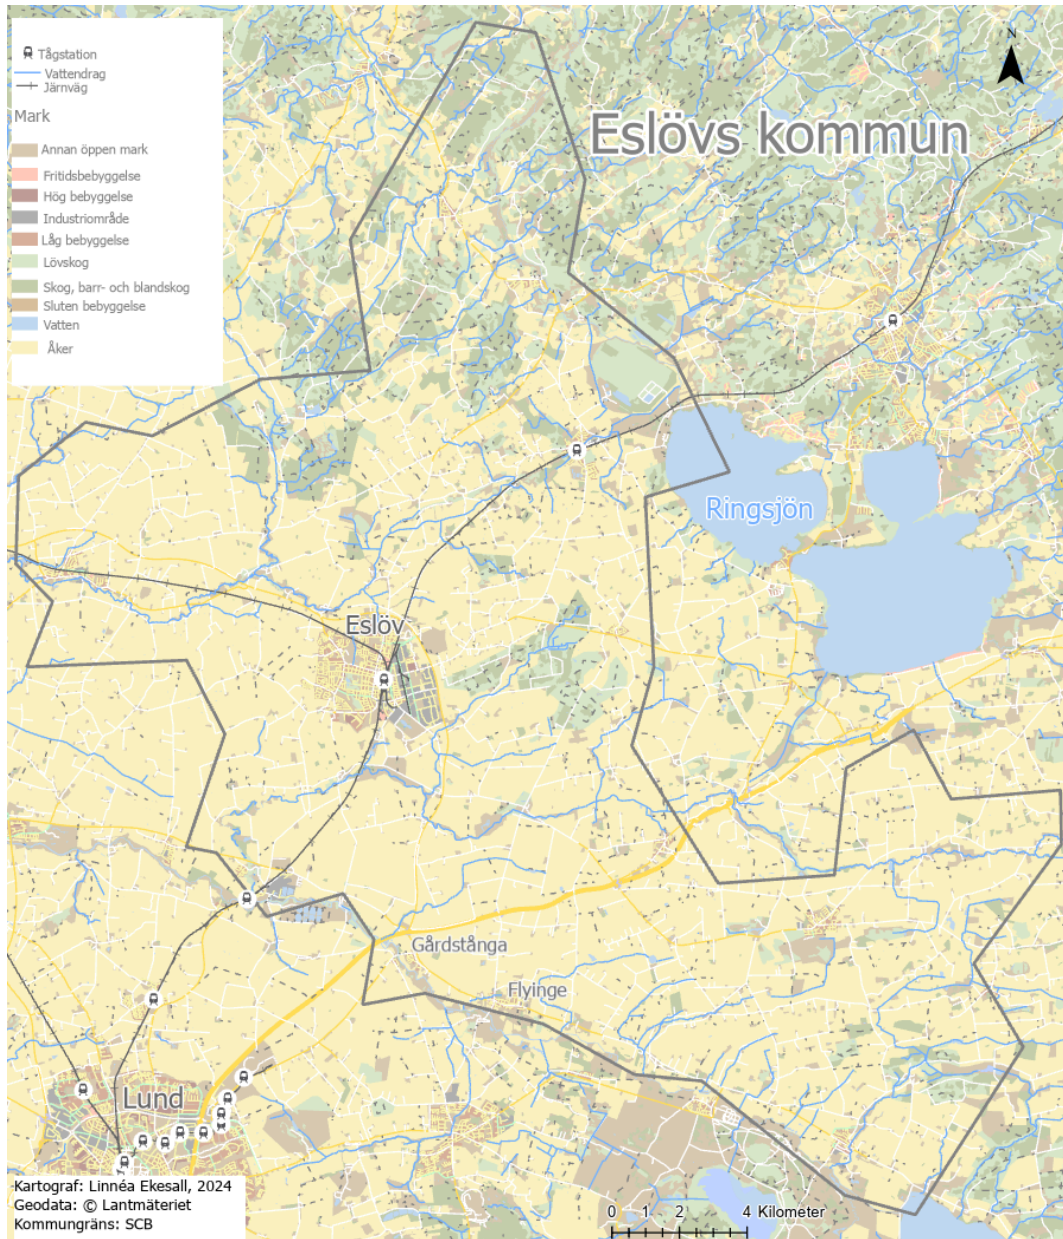 Tågstation
Vattendrag
Järnväg
Mark
Annan öppen mark
Fritidsbebyggelse
Hög bebyggelse
Industriområde
Låg bebyggelse
Lövskog
Skog, barr- och blandskog
Sluten bebyggelse
Vatten
Åker
N
Eslövs kommun
Ringsjön
Eslöv
Gårdstånga
Flyinge
Lund
Kartograf: Linnéa Ekesall, 2024
Geodata: © Lantmäteriet
Kommungräns: SCB
0 1 2 4 Kilometer